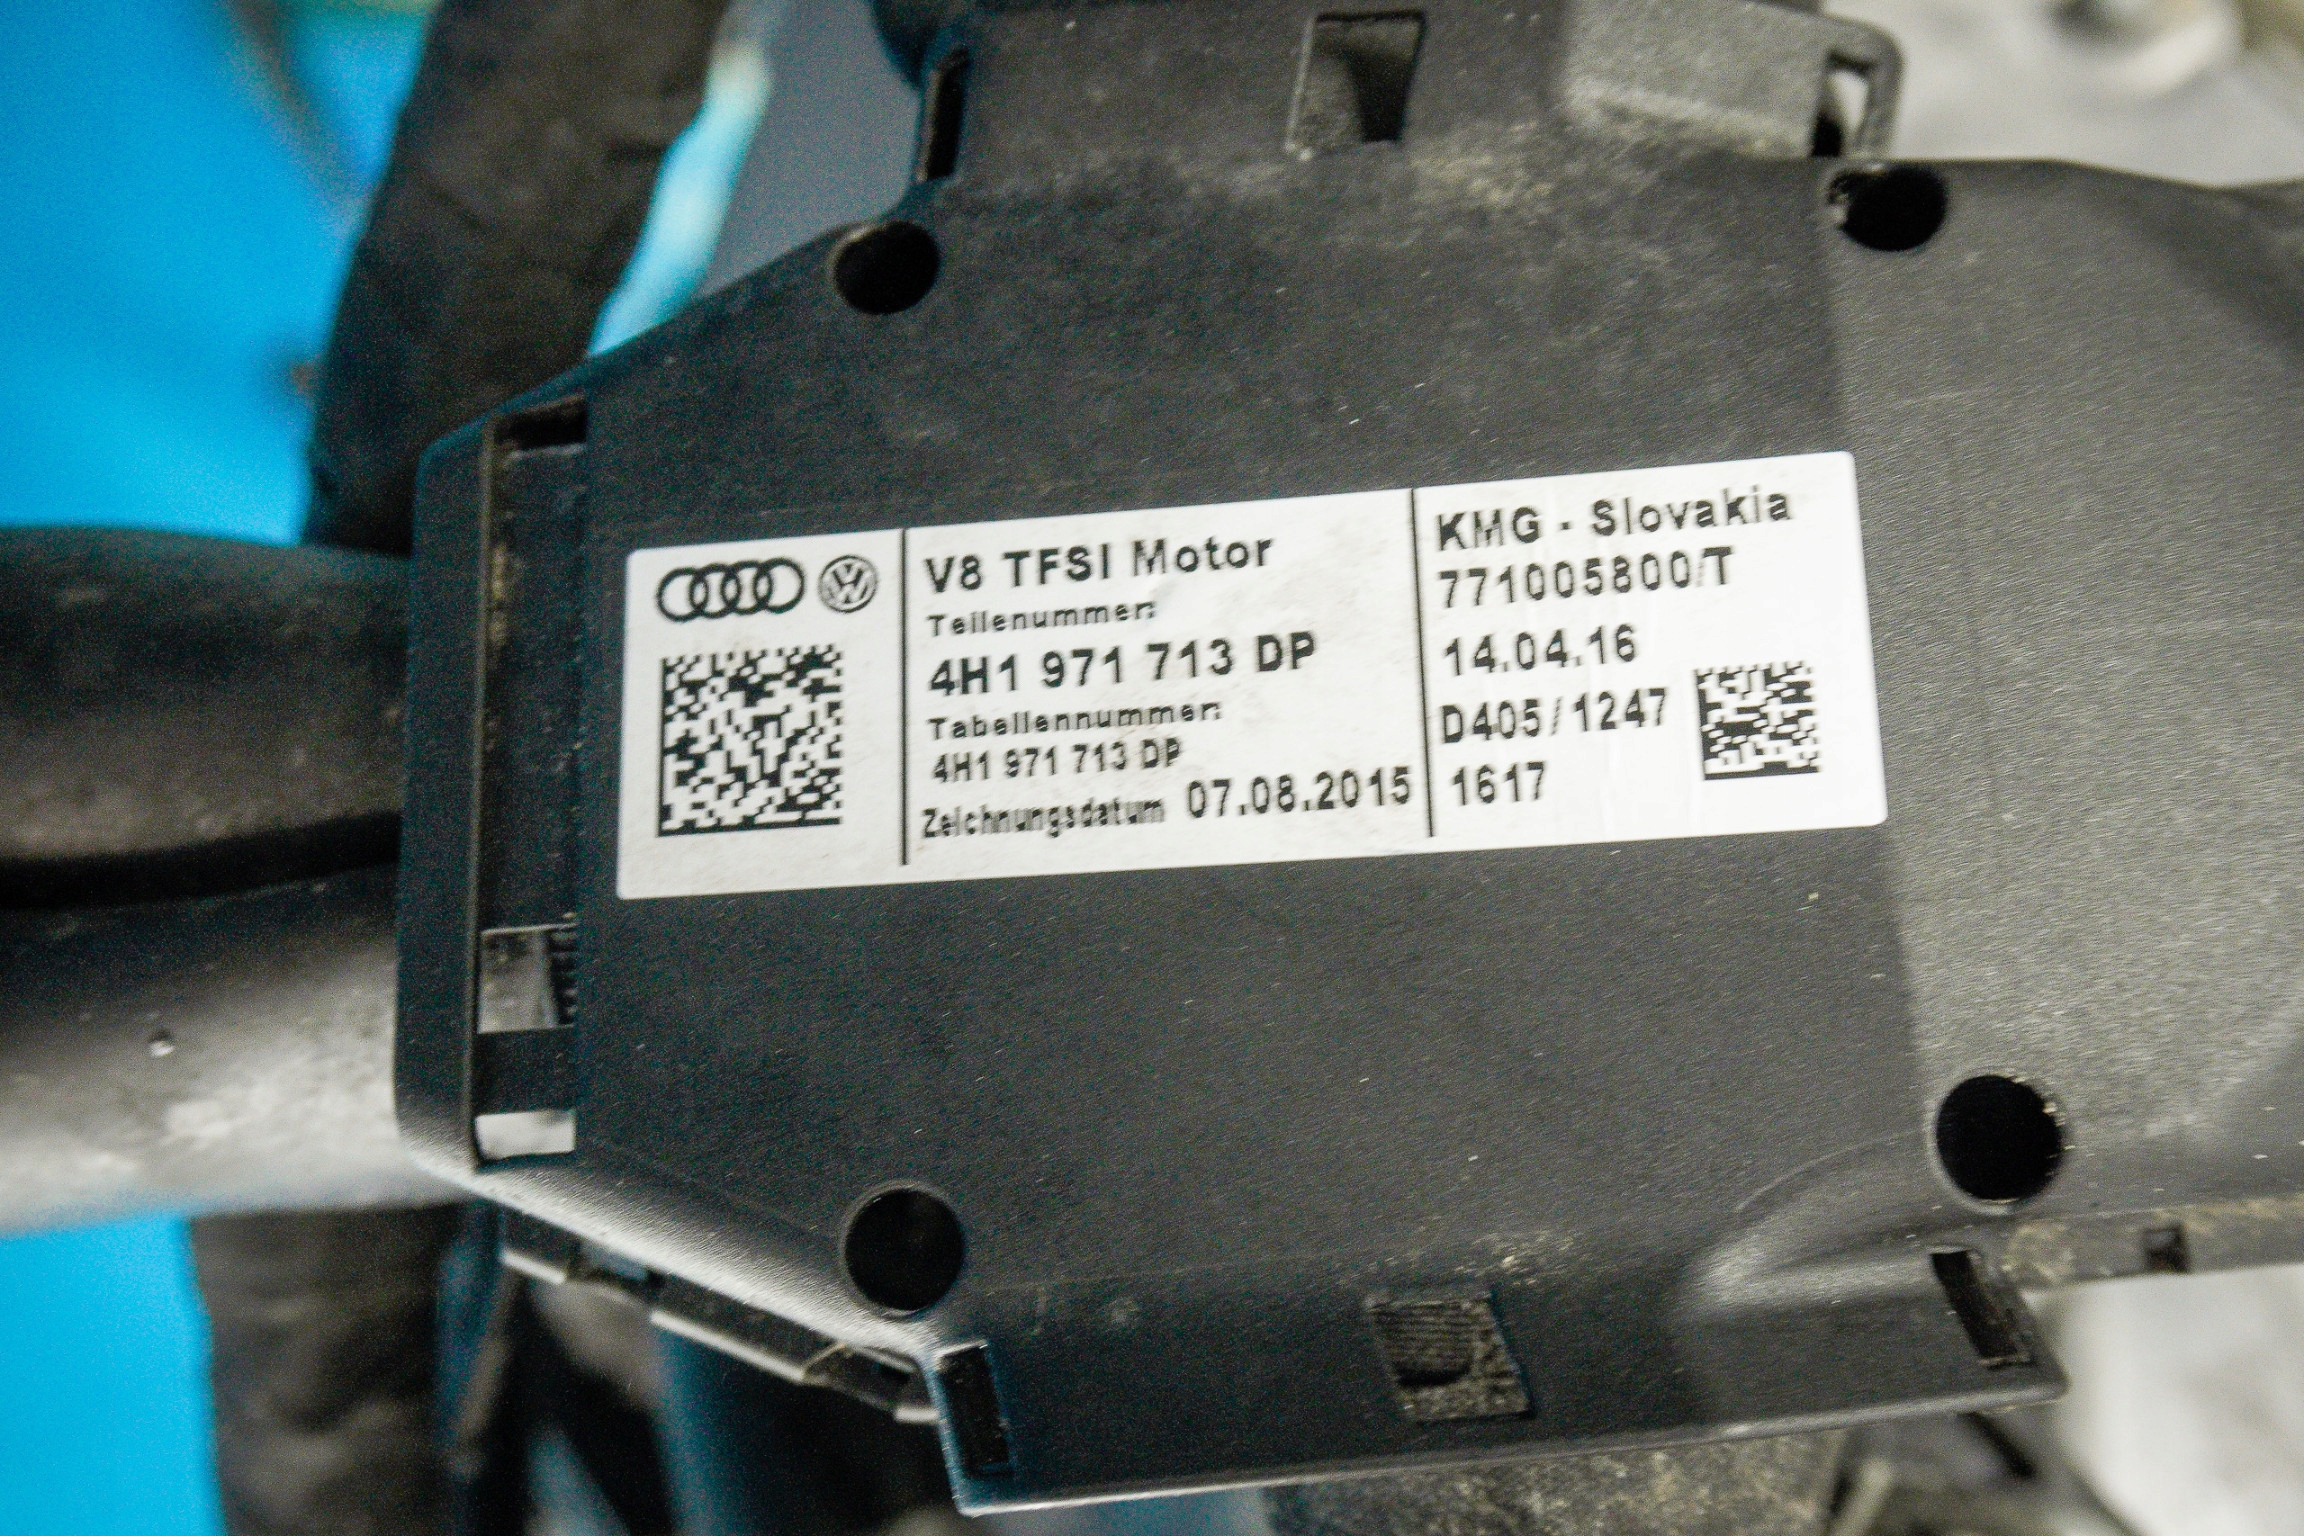 V8 TFSI Motor
Teilenummer:
4H1 971 713 DP
Tabellennummer:
4H1 971 713 DP
Zeichnungsdatum 07.08.2015
KMG - Slovakia
771005800/T
14.04.16
D405/1247
1617